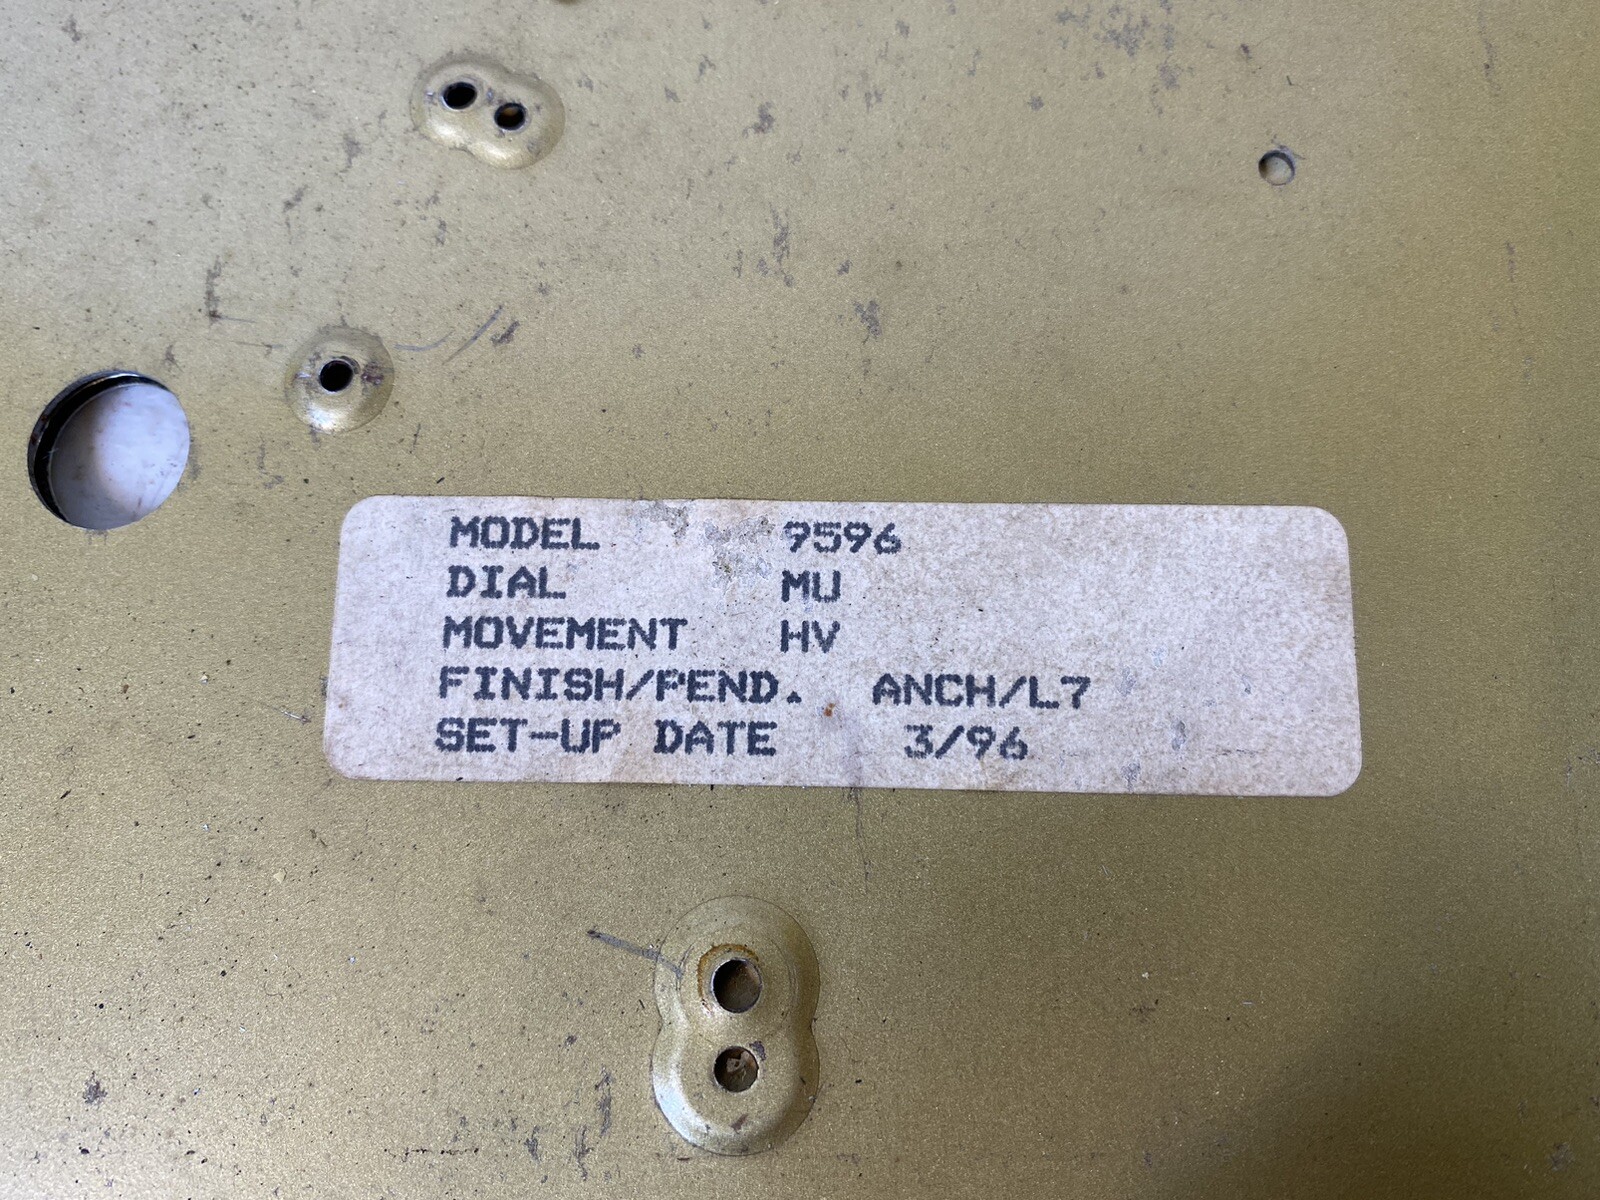 MODEL 9596
DIAL MU
MOVEMENT HV
FINISH/PEND. ANCH/L7
SET-UP DATE 3/96